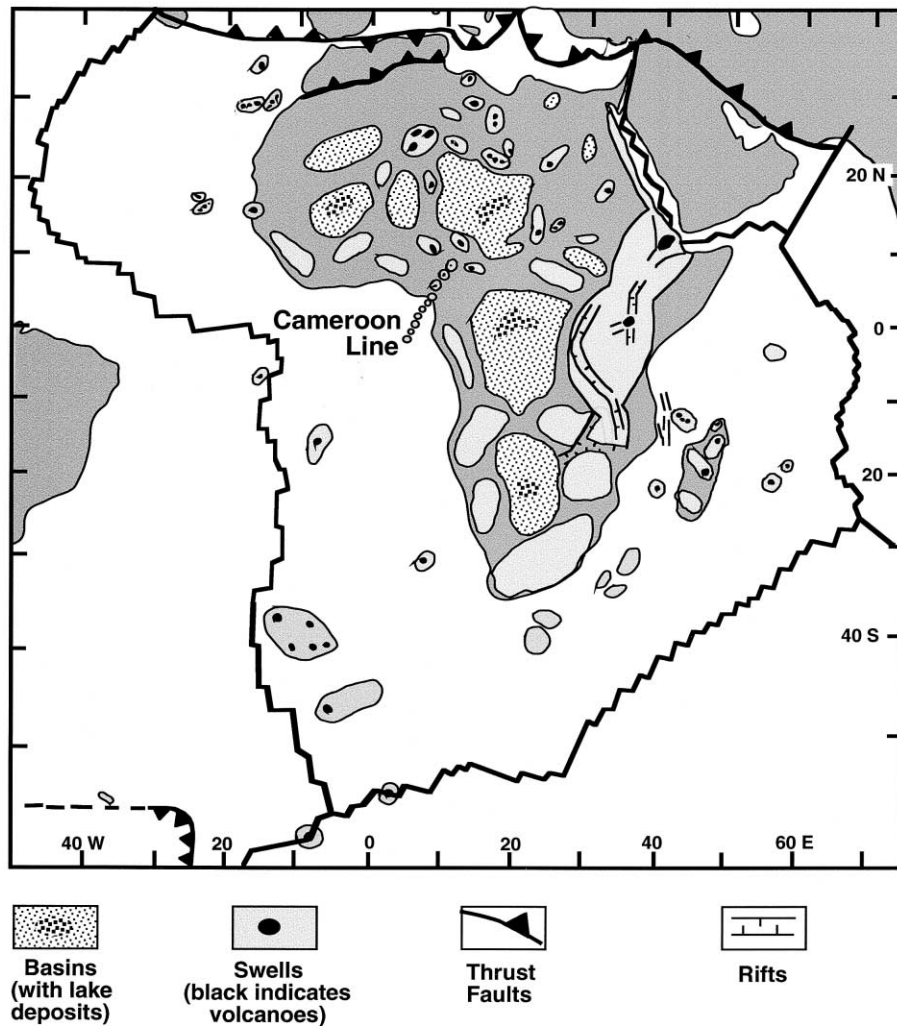 20 N
Cameroon
Line
0
20
40 S
40 W
20
0
20
40
60 E
Basins
(with lake
deposits)
Swells
(black indicates
volcanoes)
Thrust
Faults
Rifts